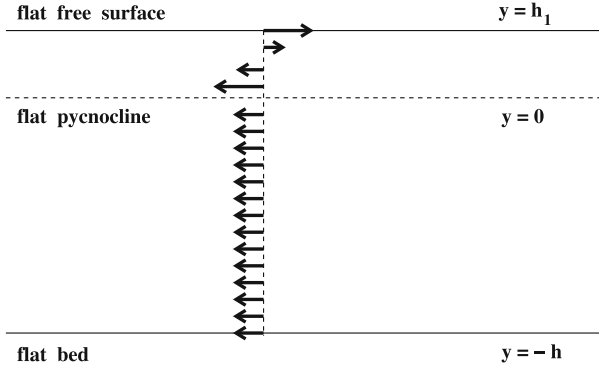 flat free surface y = h₁
flat pycnocline y = 0
flat bed y = − h